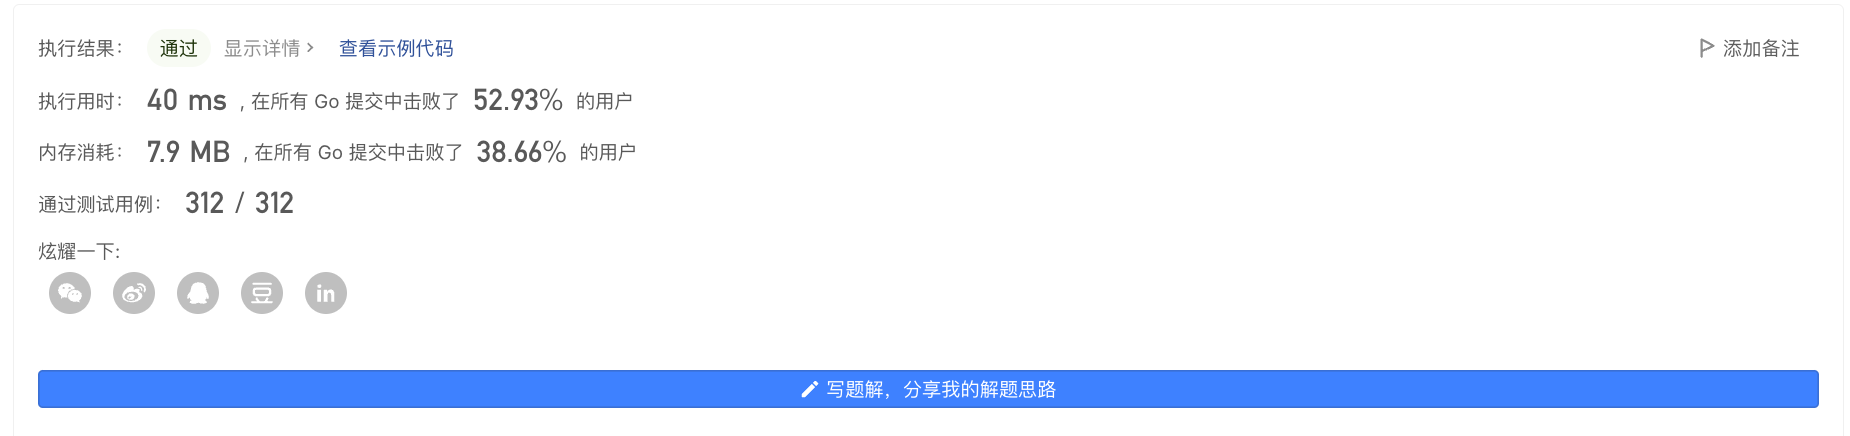 执行结果： 通过 显示详情 > 查看示例代码 添加备注
执行用时： 40 ms , 在所有 Go 提交中击败了 52.93% 的用户
内存消耗： 7.9 MB , 在所有 Go 提交中击败了 38.66% 的用户
通过测试用例： 312 / 312
炫耀一下:
豆 in
写题解，分享我的解题思路